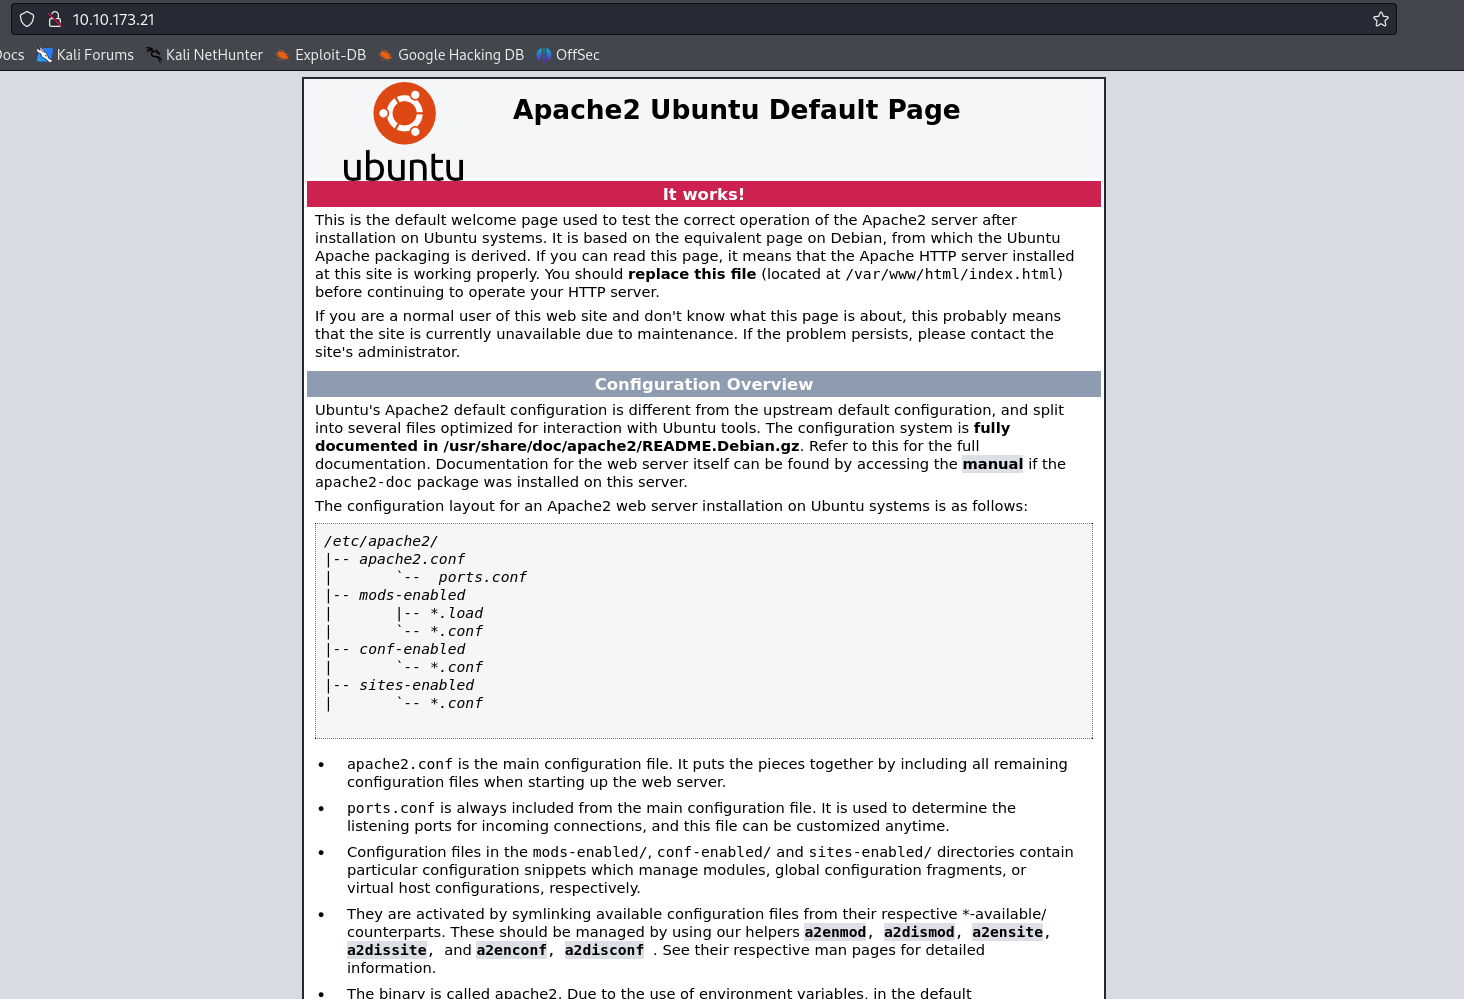 10.10.173.21
Docs Kali Forums Kali NetHunter Exploit-DB Google Hacking DB OffSec
ubuntu
Apache2 Ubuntu Default Page
It works!
This is the default welcome page used to test the correct operation of the Apache2 server after
installation on Ubuntu systems. It is based on the equivalent page on Debian, from which the Ubuntu
Apache packaging is derived. If you can read this page, it means that the Apache HTTP server installed
at this site is working properly. You should replace this file (located at /var/www/html/index.html)
before continuing to operate your HTTP server.
If you are a normal user of this web site and don't know what this page is about, this probably means
that the site is currently unavailable due to maintenance. If the problem persists, please contact the
site's administrator.
Configuration Overview
Ubuntu's Apache2 default configuration is different from the upstream default configuration, and split
into several files optimized for interaction with Ubuntu tools. The configuration system is fully
documented in /usr/share/doc/apache2/README.Debian.gz. Refer to this for the full
documentation. Documentation for the web server itself can be found by accessing the manual if the
apache2-doc package was installed on this server.
The configuration layout for an Apache2 web server installation on Ubuntu systems is as follows:
/etc/apache2/
|-- apache2.conf
|       `--  ports.conf
|-- mods-enabled
|       |-- *.load
|       `-- *.conf
|-- conf-enabled
|       `-- *.conf
|-- sites-enabled
|       `-- *.conf
• apache2.conf is the main configuration file. It puts the pieces together by including all remaining
configuration files when starting up the web server.
• ports.conf is always included from the main configuration file. It is used to determine the
listening ports for incoming connections, and this file can be customized anytime.
• Configuration files in the mods-enabled/, conf-enabled/ and sites-enabled/ directories contain
particular configuration snippets which manage modules, global configuration fragments, or
virtual host configurations, respectively.
• They are activated by symlinking available configuration files from their respective *-available/
counterparts. These should be managed by using our helpers a2enmod, a2dismod, a2ensite,
a2dissite, and a2enconf, a2disconf . See their respective man pages for detailed
information.
• The binary is called apache2. Due to the use of environment variables, in the default